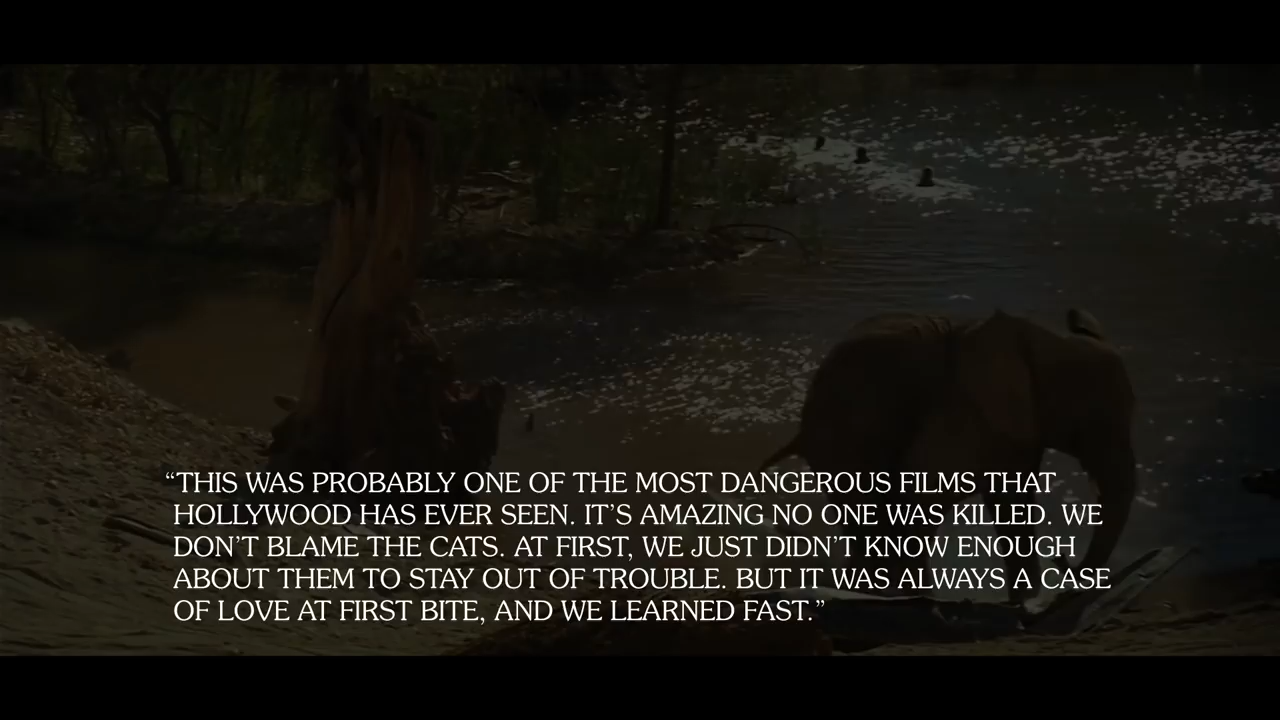 “THIS WAS PROBABLY ONE OF THE MOST DANGEROUS FILMS THAT
HOLLYWOOD HAS EVER SEEN. IT’S AMAZING NO ONE WAS KILLED. WE
DON’T BLAME THE CATS. AT FIRST, WE JUST DIDN’T KNOW ENOUGH
ABOUT THEM TO STAY OUT OF TROUBLE. BUT IT WAS ALWAYS A CASE
OF LOVE AT FIRST BITE, AND WE LEARNED FAST.”